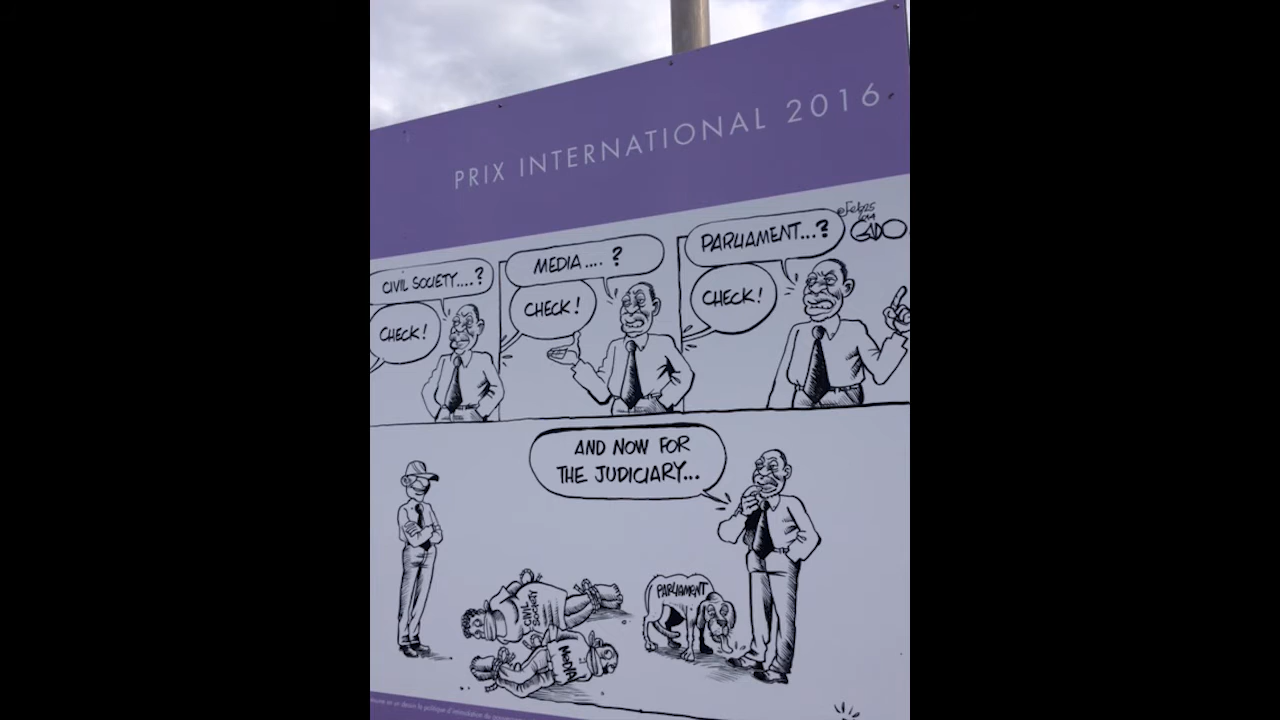 PRIX INTERNATIONAL 2016
CIVIL SOCIETY....?
CHECK!
MEDIA.... ?
CHECK!
PARLIAMENT...?
CHECK!
GADO
AND NOW FOR
THE JUDICIARY...
CIVIL
SOCIETY
MEDIA
PARLIAMENT